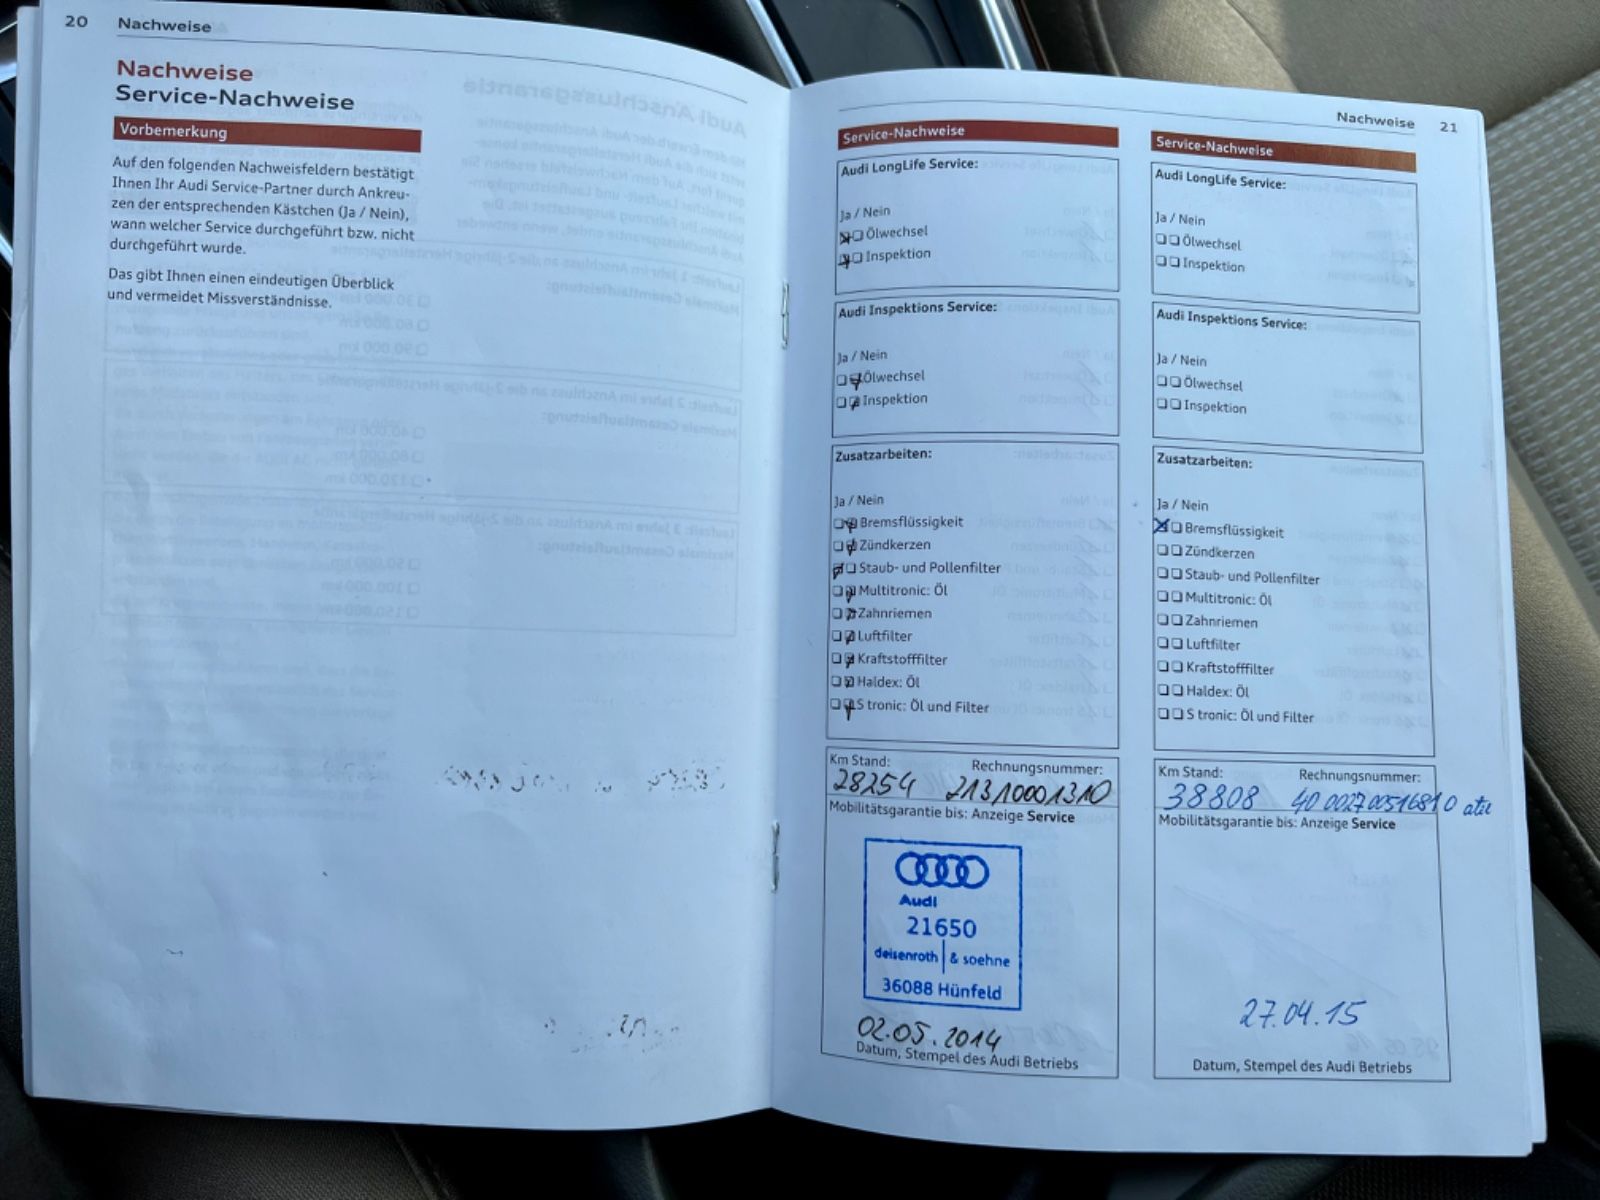 20 Nachweise
Nachweise
Service-Nachweise
Vorbemerkung
Auf den folgenden Nachweisfeldern bestätigt
Ihnen Ihr Audi Service-Partner durch Ankreu-
zen der entsprechenden Kästchen (Ja / Nein),
wann welcher Service durchgeführt bzw. nicht
durchgeführt wurde.
Das gibt Ihnen einen eindeutigen Überblick
und vermeidet Missverständnisse.
Nachweise 21
Service-Nachweise
Audi LongLife Service:
Ja / Nein
Ölwechsel
Inspektion
Audi Inspektions Service:
Ja / Nein
Ölwechsel
Inspektion
Zusatzarbeiten:
Ja / Nein
Bremsflüssigkeit
Zündkerzen
Staub- und Pollenfilter
Multitronic: Öl
Zahnriemen
Luftfilter
Kraftstofffilter
Haldex: Öl
S tronic: Öl und Filter
Km Stand: Rechnungsnummer:
28254 21310001310
Mobilitätsgarantie bis: Anzeige Service
Audi
21650
deisenroth & soehne
36088 Hünfeld
02.05.2014
Datum, Stempel des Audi Betriebs
Service-Nachweise
Audi LongLife Service:
Ja / Nein
Ölwechsel
Inspektion
Audi Inspektions Service:
Ja / Nein
Ölwechsel
Inspektion
Zusatzarbeiten:
Ja / Nein
Bremsflüssigkeit
Zündkerzen
Staub- und Pollenfilter
Multitronic: Öl
Zahnriemen
Luftfilter
Kraftstofffilter
Haldex: Öl
S tronic: Öl und Filter
Km Stand: Rechnungsnummer:
38808 40 002700516810 atu
Mobilitätsgarantie bis: Anzeige Service
27.04.15
Datum, Stempel des Audi Betriebs